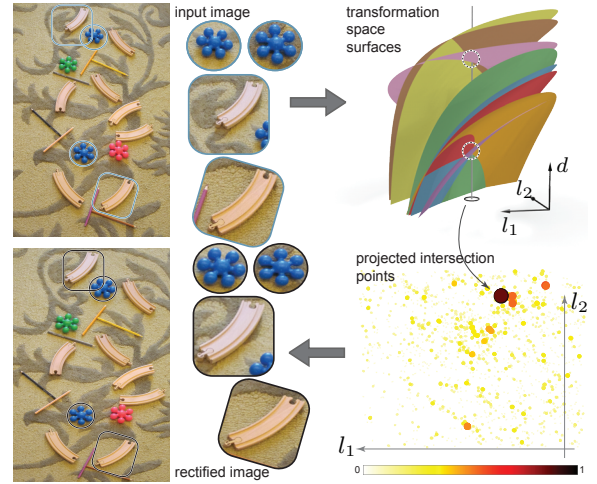 input image
transformation
space
surfaces
d
l2
l1
projected intersection
points
l2
l1
0
1
rectified image